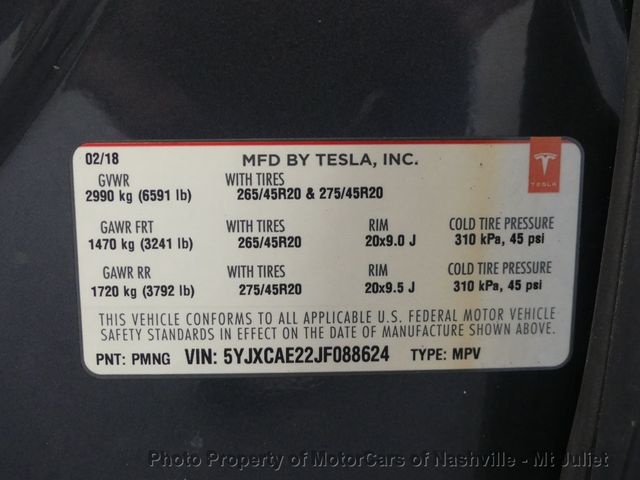 02/18 MFD BY TESLA, INC.
TESLA
GVWR WITH TIRES
2990 kg (6591 lb) 265/45R20 & 275/45R20
GAWR FRT WITH TIRES RIM COLD TIRE PRESSURE
1470 kg (3241 lb) 265/45R20 20x9.0 J 310 kPa, 45 psi
GAWR RR WITH TIRES RIM COLD TIRE PRESSURE
1720 kg (3792 lb) 275/45R20 20x9.5 J 310 kPa, 45 psi
THIS VEHICLE CONFORMS TO ALL APPLICABLE U.S. FEDERAL MOTOR VEHICLE
SAFETY STANDARDS IN EFFECT ON THE DATE OF MANUFACTURE SHOWN ABOVE.
PNT: PMNG VIN: 5YJXCAE22JF088624 TYPE: MPV
Photo Property of MotorCars of Nashville - Mt Juliet